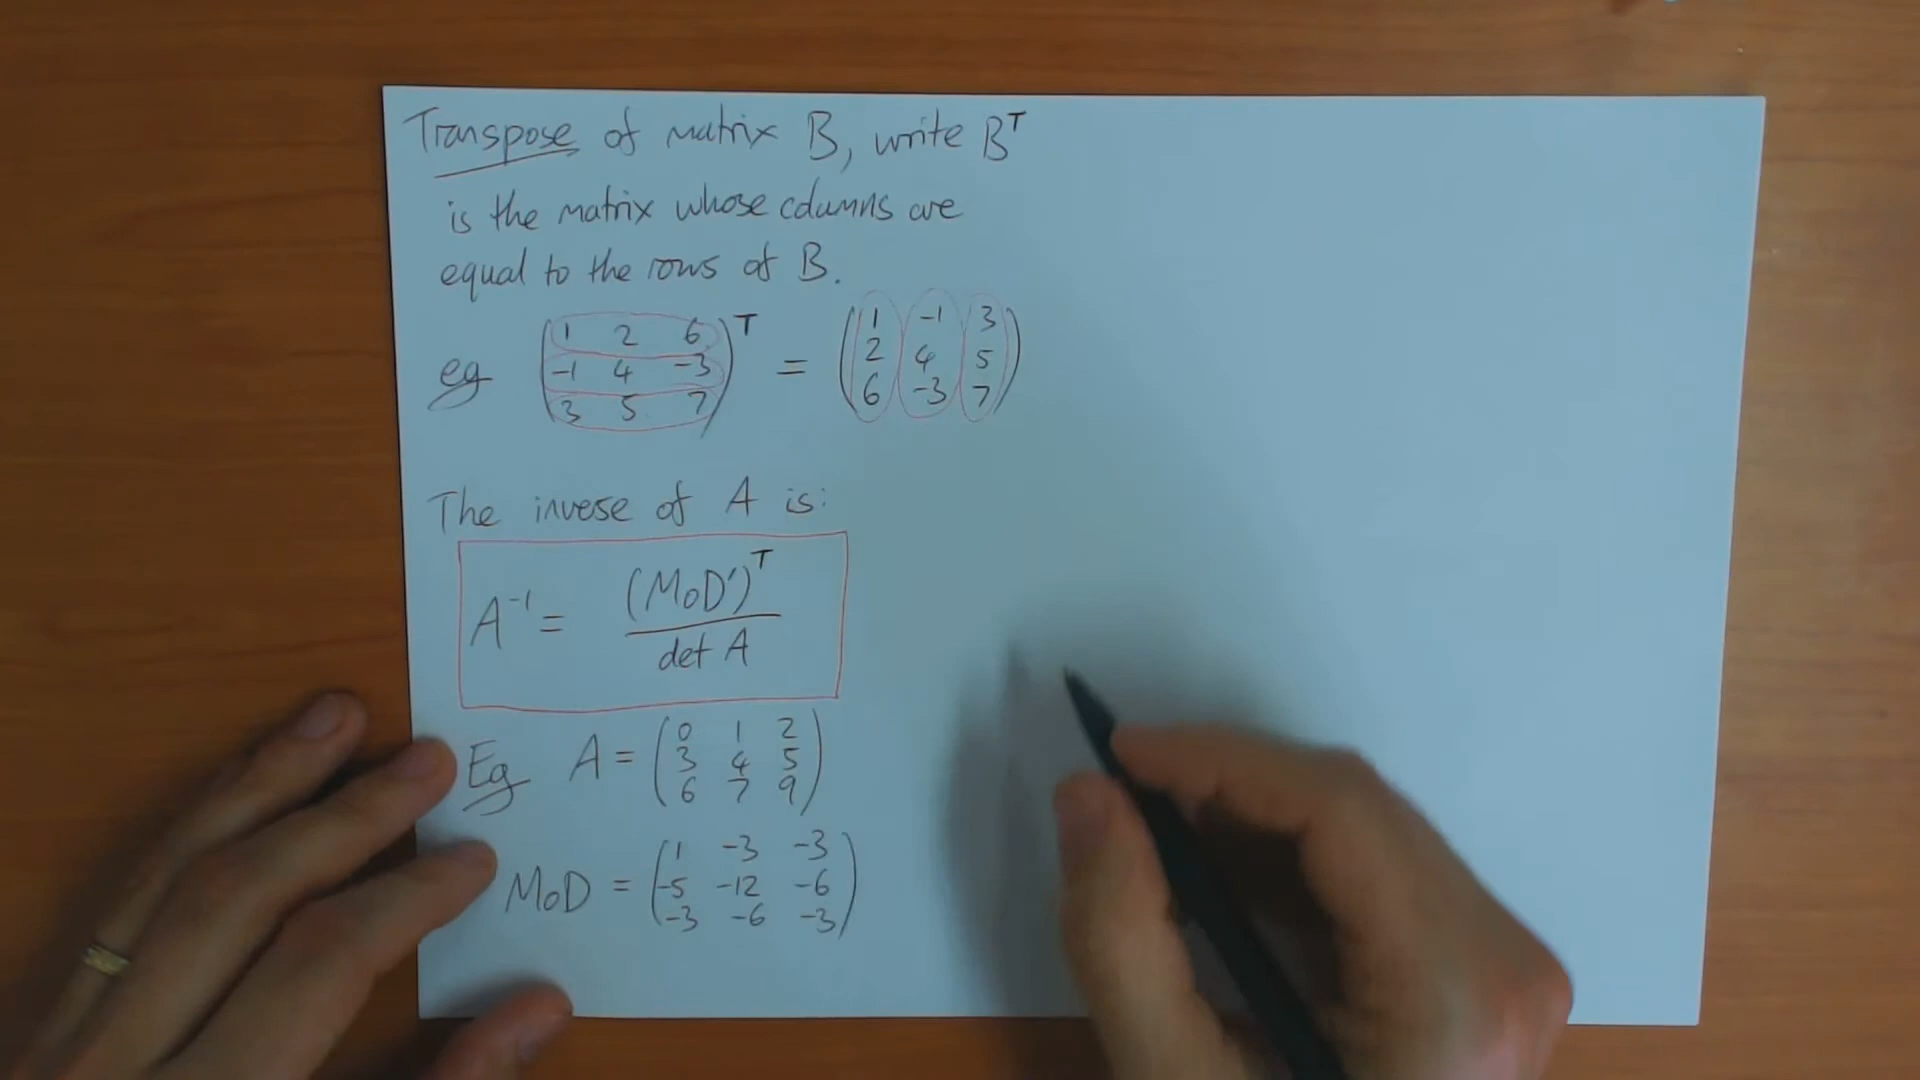 Transpose of matrix B, write Bᵀ
is the matrix whose columns are
equal to the rows of B.
eg (1 2 6
-1 4 -3
3 5 7)ᵀ = (1 -1 3
2 4 5
6 -3 7)
The invese of A is:
A⁻¹ = (MoD')ᵀ
det A
Eg A = (0 1 2
3 4 5
6 7 9)
MoD = (1 -3 -3
-5 -12 -6
-3 -6 -3)